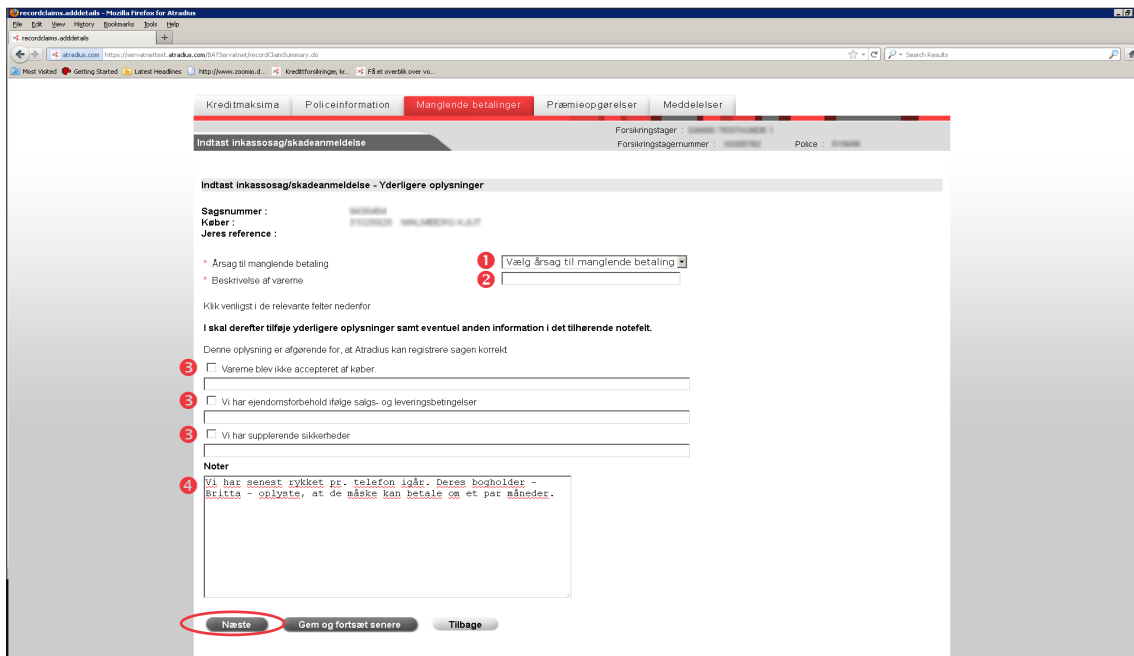 recordclaims.adddetails - Mozilla Firefox for Atradius
File Edit View History Bookmarks Tools Help
recordclaims.adddetails +
atradius.com https://servatnettest.atradius.com/BATServatnet/recordClaimSummary.do Search Results
Most Visited Getting Started Latest Headlines http://www.zoomio.d... Kredittforsikringer, kr... Få et overblik over vo...
Kreditmaksima Policeinformation Manglende betalinger Præmieopgørelser Meddelelser
Forsikringstager :
Indtast inkassosag/skadeanmeldelse Forsikringstagernummer : Police :
Indtast inkassosag/skadeanmeldelse - Yderligere oplysninger
Sagsnummer :
Køber :
Jeres reference :
* Årsag til manglende betaling 1 Vælg årsag til manglende betaling
* Beskrivelse af varerne 2
Klik venligst i de relevante felter nedenfor
I skal derefter tilføje yderligere oplysninger samt eventuel anden information i det tilhørende notefelt.
Denne oplysning er afgørende for, at Atradius kan registrere sagen korrekt
3 Varerne blev ikke accepteret af køber.
3 Vi har ejendomsforbehold ifølge salgs- og leveringsbetingelser
3 Vi har supplerende sikkerheder
Noter
4 Vi har senest rykket pr. telefon igår. Deres bogholder -
Britta - oplyste, at de måske kan betale om et par måneder.
Næste Gem og fortsæt senere Tilbage